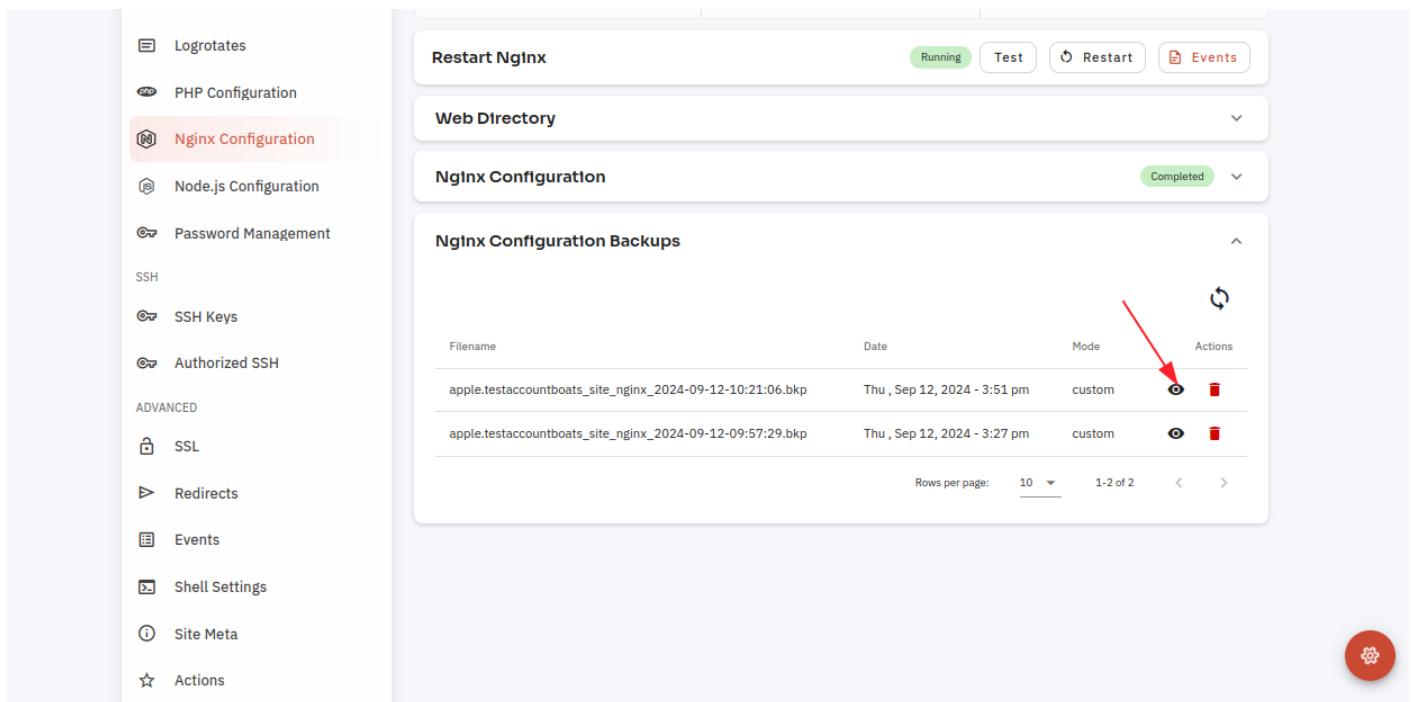 Logrotates
PHP Configuration
Nginx Configuration
Node.js Configuration
Password Management
SSH
SSH Keys
Authorized SSH
ADVANCED
SSL
Redirects
Events
Shell Settings
Site Meta
Actions
Restart Nginx Running Test Restart Events
Web Directory
Nginx Configuration Completed
Nginx Configuration Backups
Filename Date Mode Actions
apple.testaccountboats_site_nginx_2024-09-12-10:21:06.bkp Thu , Sep 12, 2024 - 3:51 pm custom
apple.testaccountboats_site_nginx_2024-09-12-09:57:29.bkp Thu , Sep 12, 2024 - 3:27 pm custom
Rows per page: 10 1-2 of 2